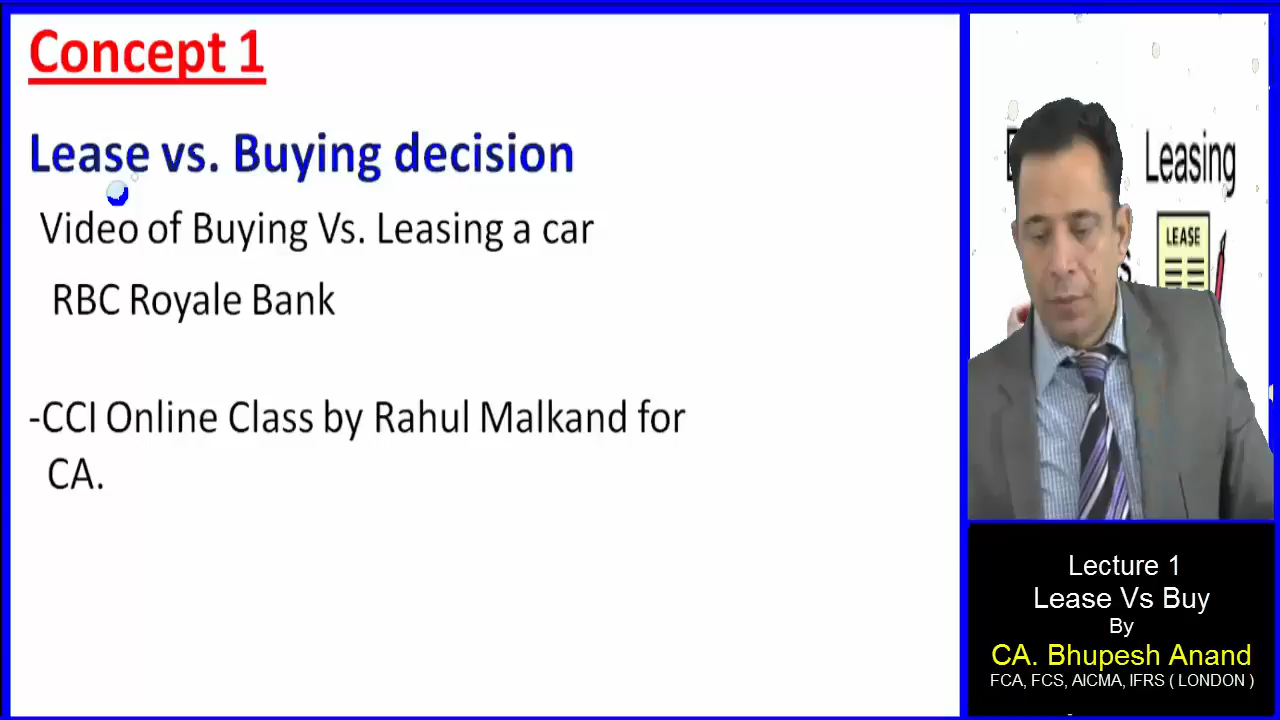 Concept 1
Lease vs. Buying decision
Video of Buying Vs. Leasing a car
RBC Royale Bank
-CCI Online Class by Rahul Malkand for
CA.
Leasing
LEASE
Lecture 1
Lease Vs Buy
By
CA. Bhupesh Anand
FCA, FCS, AICMA, IFRS ( LONDON )